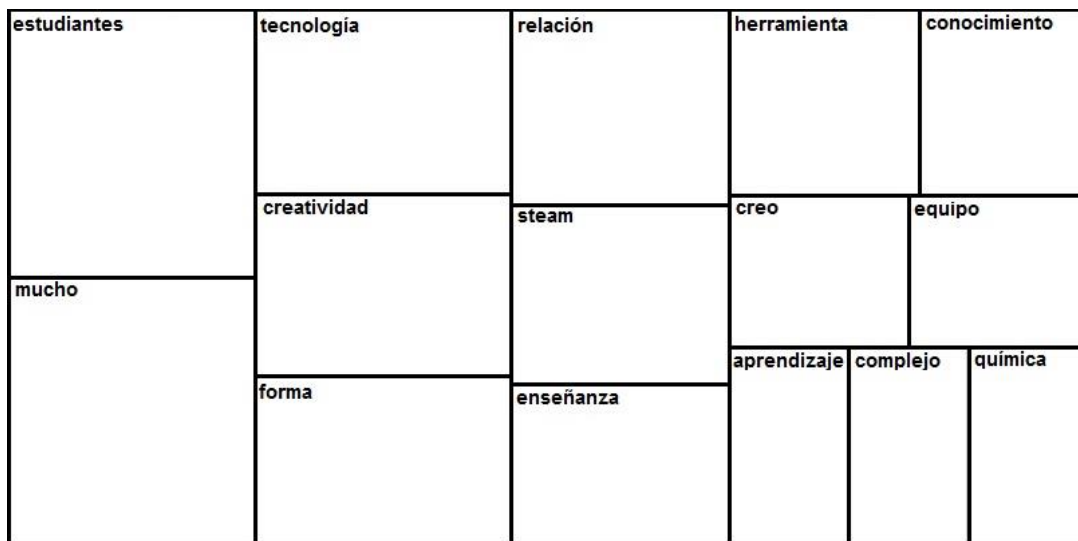 estudiantes
tecnología
relación
herramienta
conocimiento
creatividad
steam
creo
equipo
mucho
forma
enseñanza
aprendizaje
complejo
química